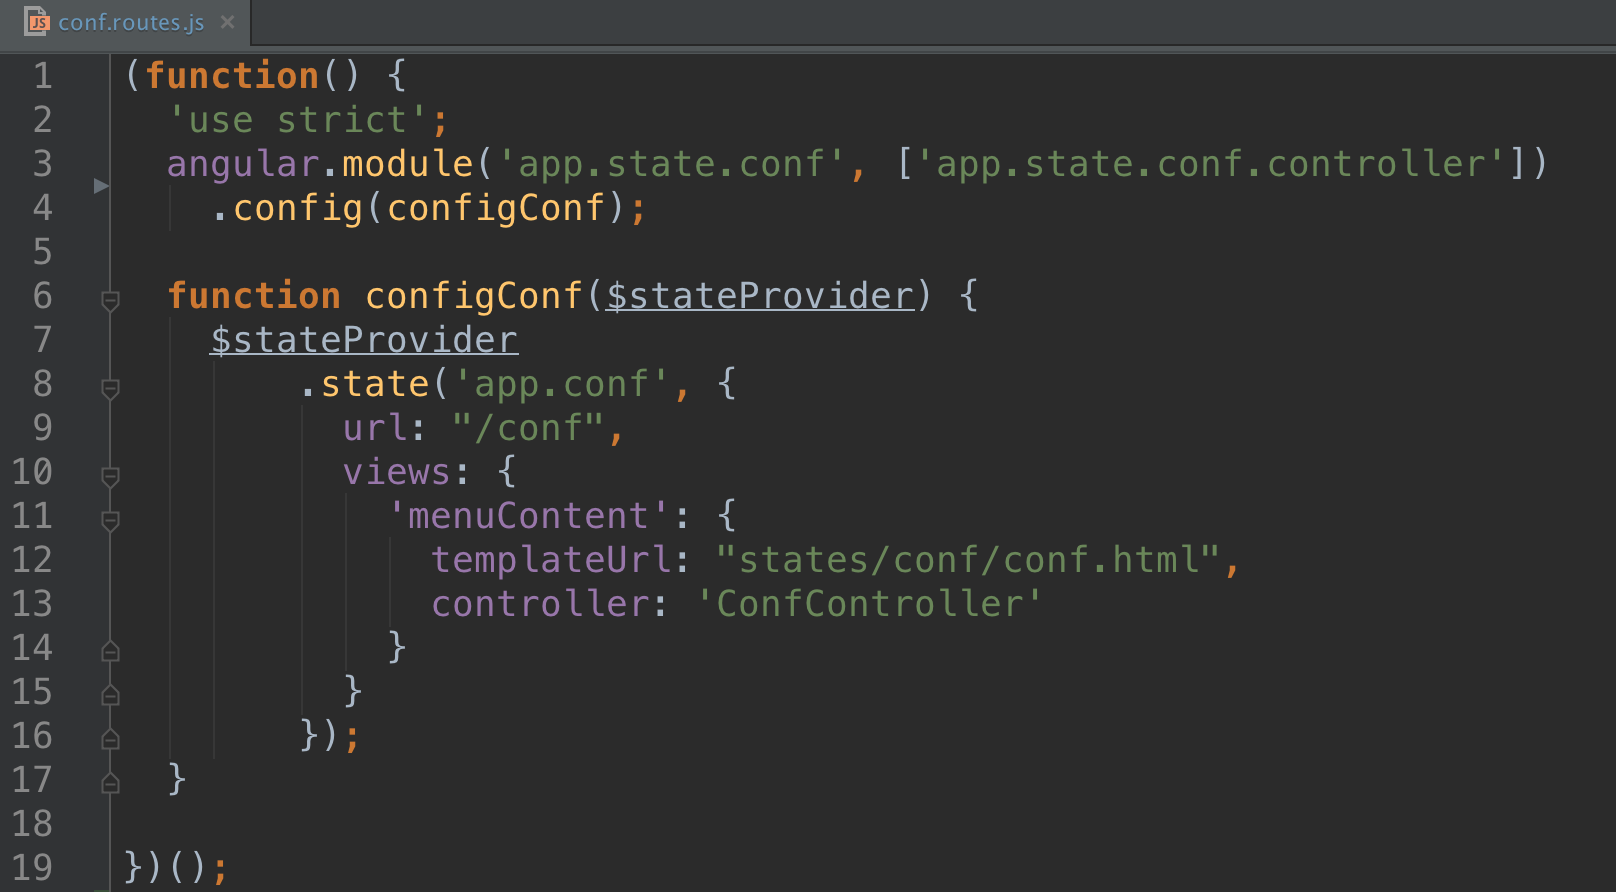 JS conf.routes.js ×
1 (function() {
2   'use strict';
3   angular.module('app.state.conf', ['app.state.conf.controller'])
4     .config(configConf);
5
6   function configConf($stateProvider) {
7     $stateProvider
8         .state('app.conf', {
9           url: "/conf",
10           views: {
11             'menuContent': {
12               templateUrl: "states/conf/conf.html",
13               controller: 'ConfController'
14             }
15           }
16         });
17   }
18
19 })();